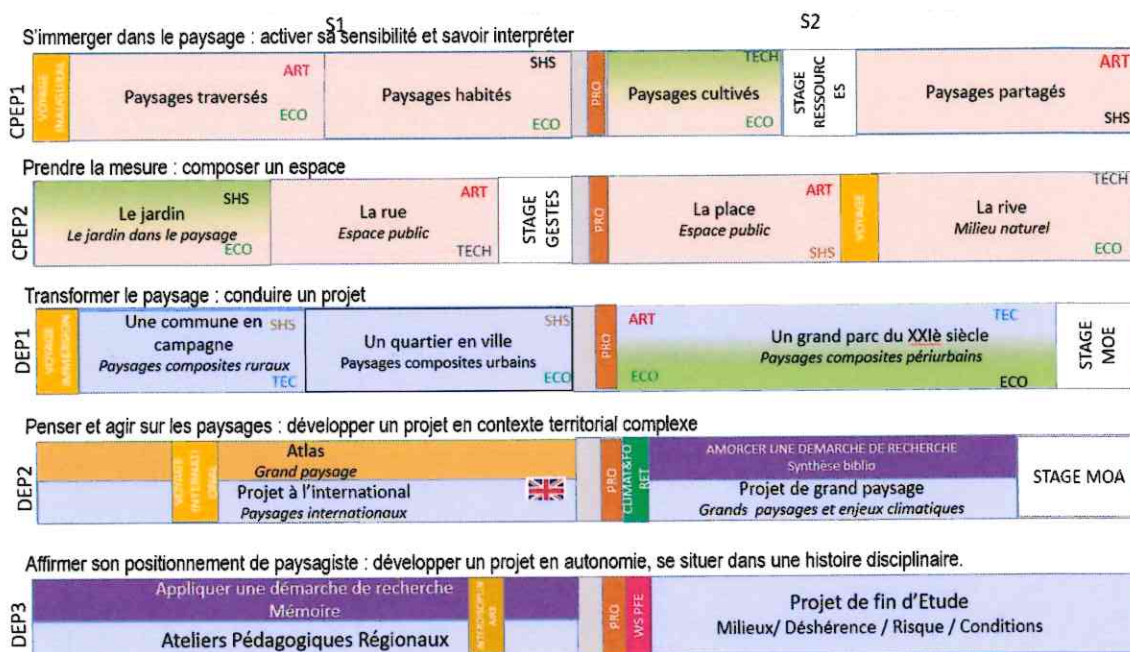 S1
S2
S'immerger dans le paysage : activer sa sensibilité et savoir interpréter
CPEP1
VOYAGE
INAUGURAL
Paysages traversés
ART
ECO
Paysages habités
SHS
ECO
PRO
Paysages cultivés
TECH
ECO
STAGE
RESSOURC
ES
Paysages partagés
ART
SHS
Prendre la mesure : composer un espace
CPEP2
Le jardin
Le jardin dans le paysage
SHS
ECO
La rue
Espace public
ART
TECH
STAGE
GESTES
PRO
La place
Espace public
ART
SHS
VOYAGE
La rive
Milieu naturel
TECH
ECO
Transformer le paysage : conduire un projet
DEP1
VOYAGE
IMMERSION
Une commune en
campagne
Paysages composites ruraux
SHS
TEC
Un quartier en ville
Paysages composites urbains
SHS
ECO
PRO
ART
ECO
Un grand parc du XXIè siècle
Paysages composites périurbains
TEC
ECO
STAGE
MOE
Penser et agir sur les paysages : développer un projet en contexte territorial complexe
DEP2
Atlas
Grand paysage
VOYAGE
INTERNATI
ONAL
Projet à l'international
Paysages internationaux
PRO
CLIMAT&FO
RET
AMORCER UNE DEMARCHE DE RECHERCHE
Synthèse biblio
Projet de grand paysage
Grands paysages et enjeux climatiques
STAGE MOA
Affirmer son positionnement de paysagiste : développer un projet en autonomie, se situer dans une histoire disciplinaire.
DEP3
Appliquer une démarche de recherche
Mémoire
Ateliers Pédagogiques Régionaux
INTERDISCIPLIN
AIRE
PRO
WS PFE
Projet de fin d'Etude
Milieux/ Déshérence / Risque / Conditions